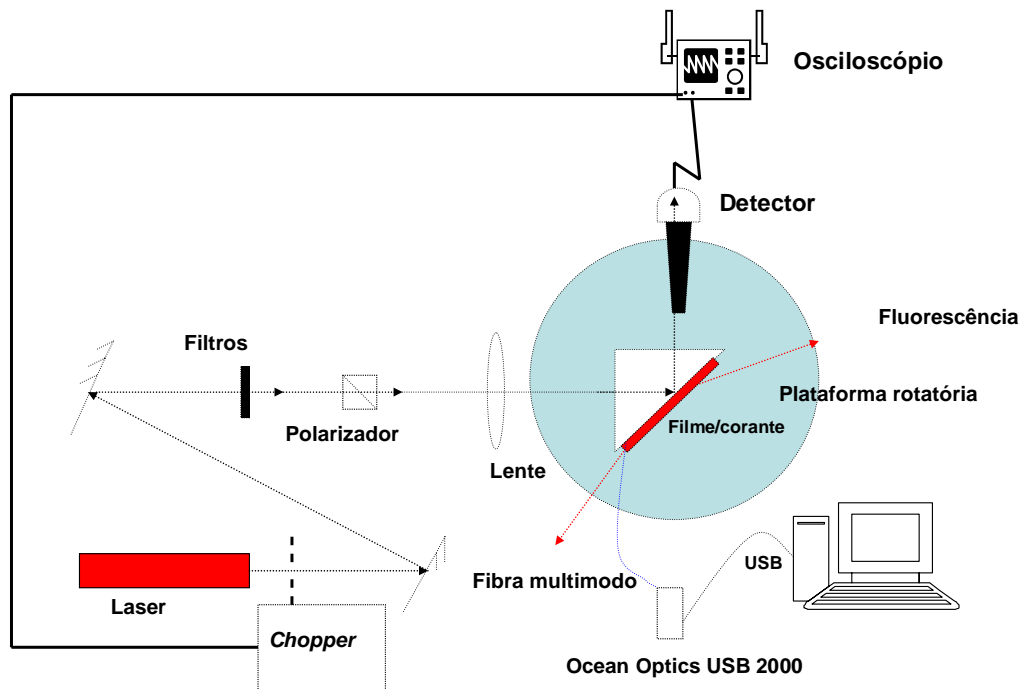 Osciloscópio
Detector
Fluorescência
Filtros
Plataforma rotatória
Polarizador
Filme/corante
Lente
USB
Fibra multimodo
Laser
Chopper
Ocean Optics USB 2000